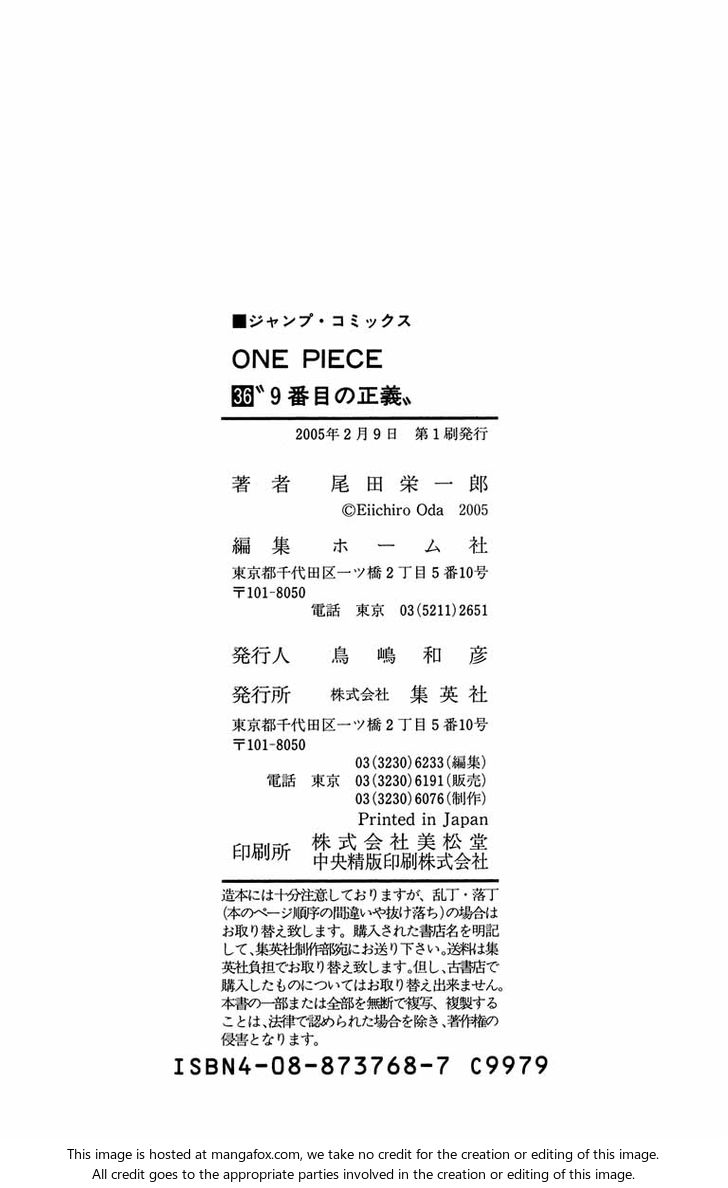 ■ジャンプ・コミックス
ONE PIECE
36〝9番目の正義〟
2005年2月9日 第1刷発行
著者 尾田栄一郎
©Eiichiro Oda 2005
編集 ホーム社
東京都千代田区一ツ橋2丁目5番10号
〒101-8050
電話 東京 03(5211)2651
発行人 鳥嶋和彦
発行所 株式会社 集英社
東京都千代田区一ツ橋2丁目5番10号
〒101-8050
03(3230)6233(編集)
電話 東京 03(3230)6191(販売)
03(3230)6076(制作)
Printed in Japan
印刷所 株式会社美松堂
中央精版印刷株式会社
造本には十分注意しておりますが、乱丁・落丁
(本のページ順序の間違いや抜け落ち)の場合は
お取り替え致します。購入された書店名を明記
して、集英社制作部宛にお送り下さい。送料は集
英社負担でお取り替え致します。但し、古書店で
購入したものについてはお取り替え出来ません。
本書の一部または全部を無断で複写、複製する
ことは、法律で認められた場合を除き、著作権の
侵害となります。
ISBN4-08-873768-7 C9979
This image is hosted at mangafox.com, we take no credit for the creation or editing of this image.
All credit goes to the appropriate parties involved in the creation or editing of this image.